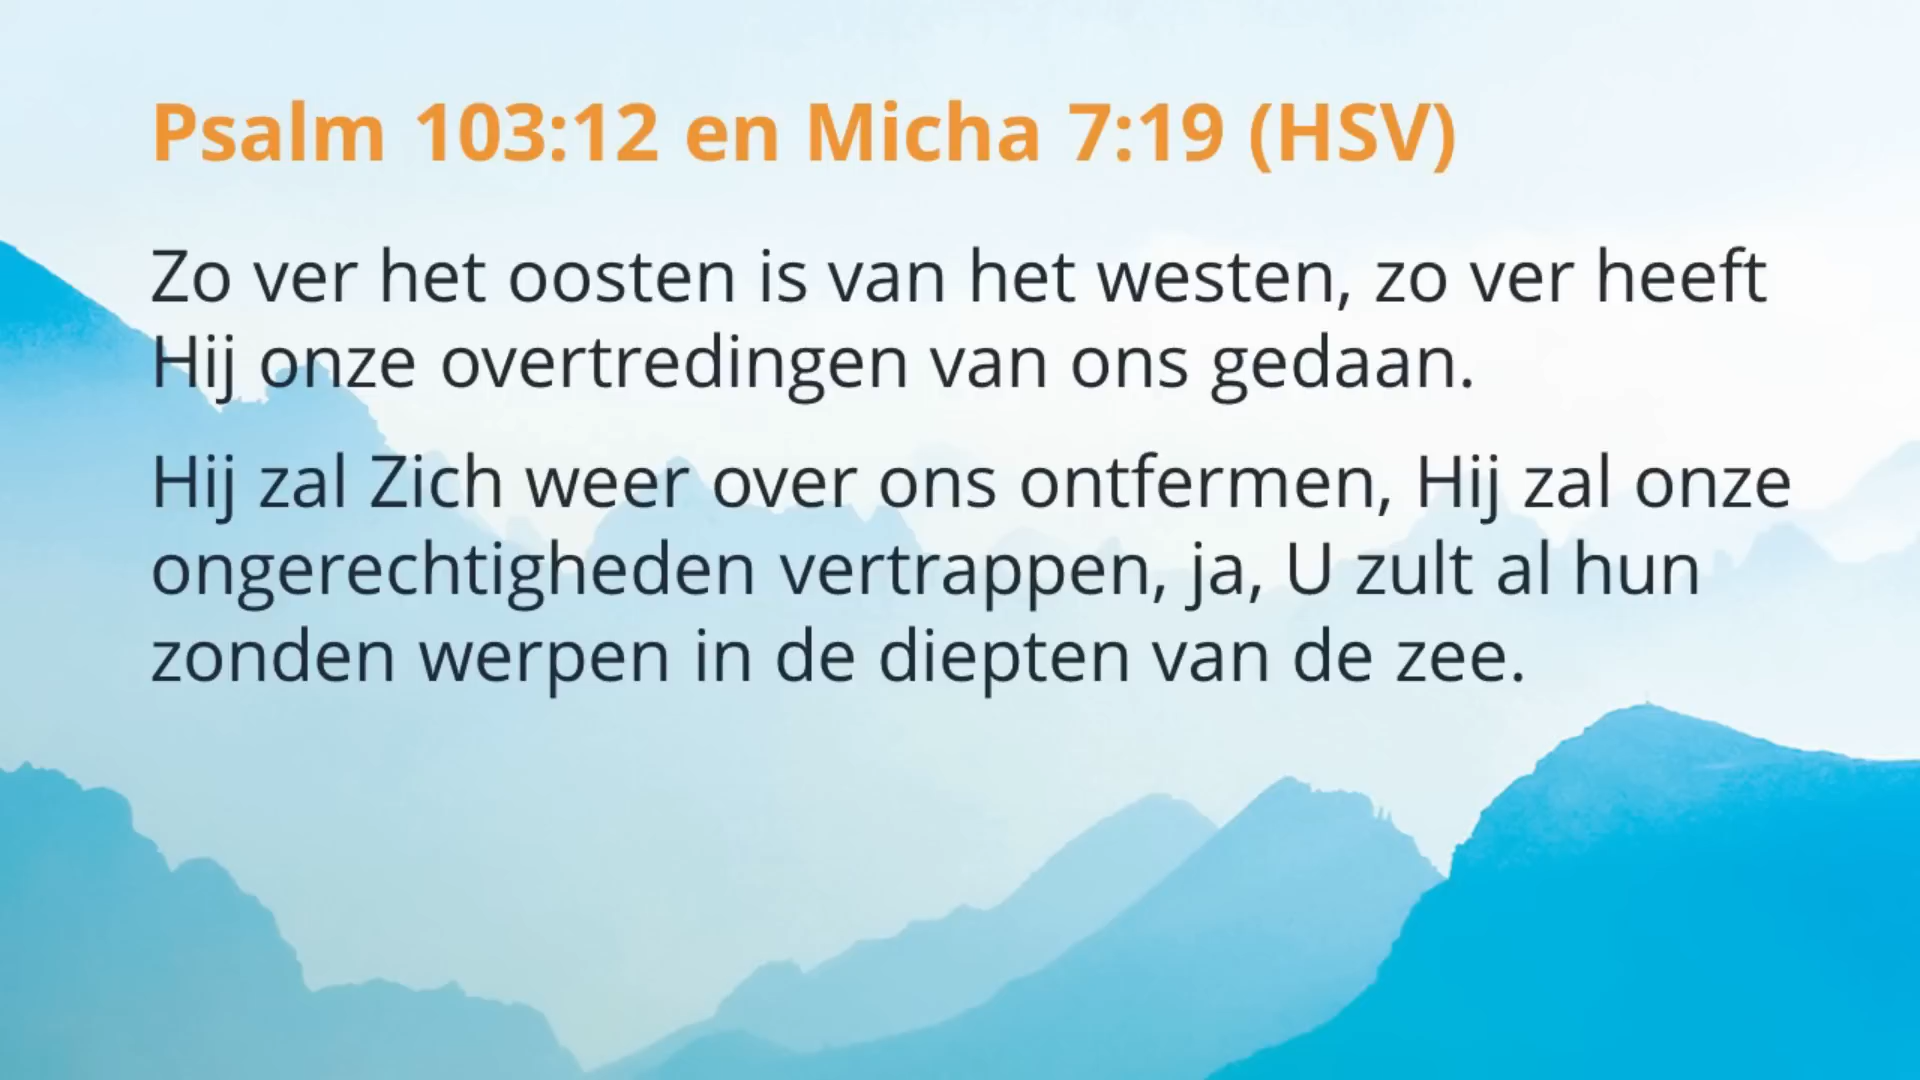 Psalm 103:12 en Micha 7:19 (HSV)
Zo ver het oosten is van het westen, zo ver heeft
Hij onze overtredingen van ons gedaan.
Hij zal Zich weer over ons ontfermen, Hij zal onze
ongerechtigheden vertrappen, ja, U zult al hun
zonden werpen in de diepten van de zee.